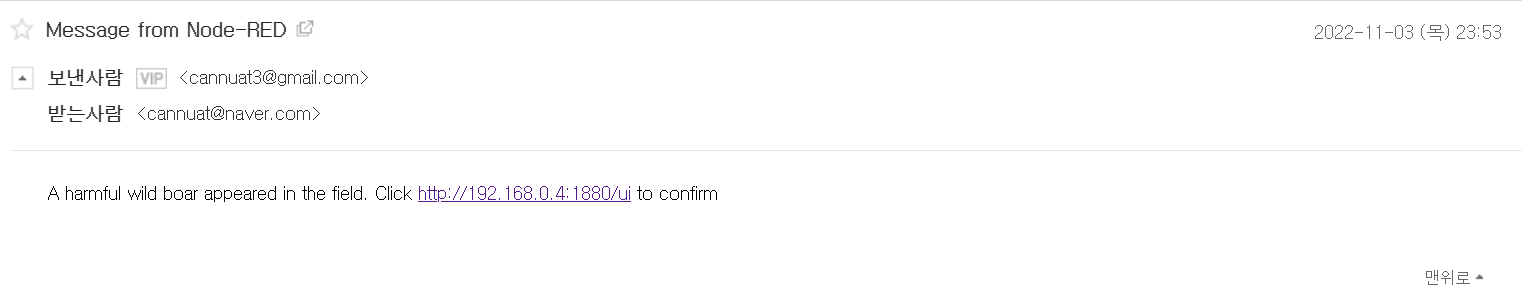 Message from Node-RED
2022-11-03 (목) 23:53
보낸사람 VIP <cannuat3@gmail.com>
받는사람 <cannuat@naver.com>
A harmful wild boar appeared in the field. Click http://192.168.0.4:1880/ui to confirm
맨위로